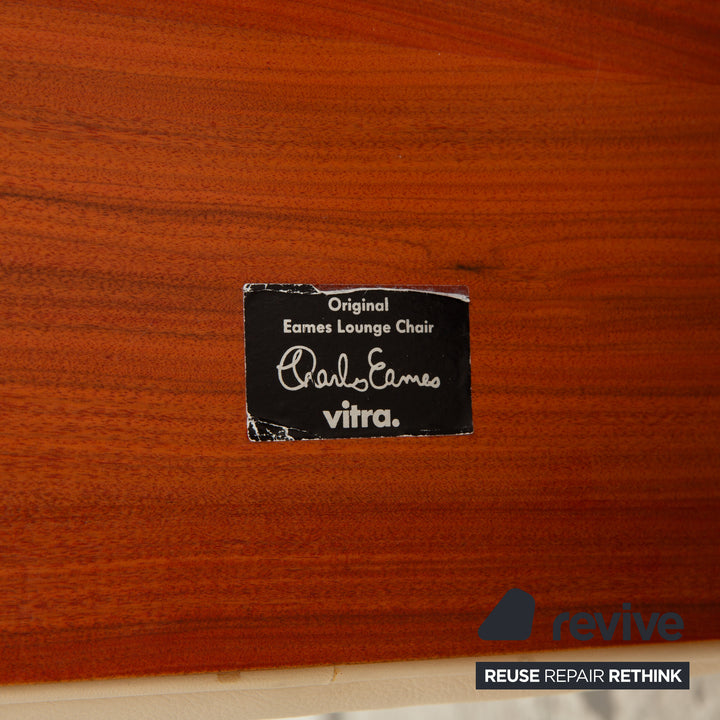 Original
Eames Lounge Chair
Charles Eames
vitra.
revive
REUSE REPAIR RETHINK